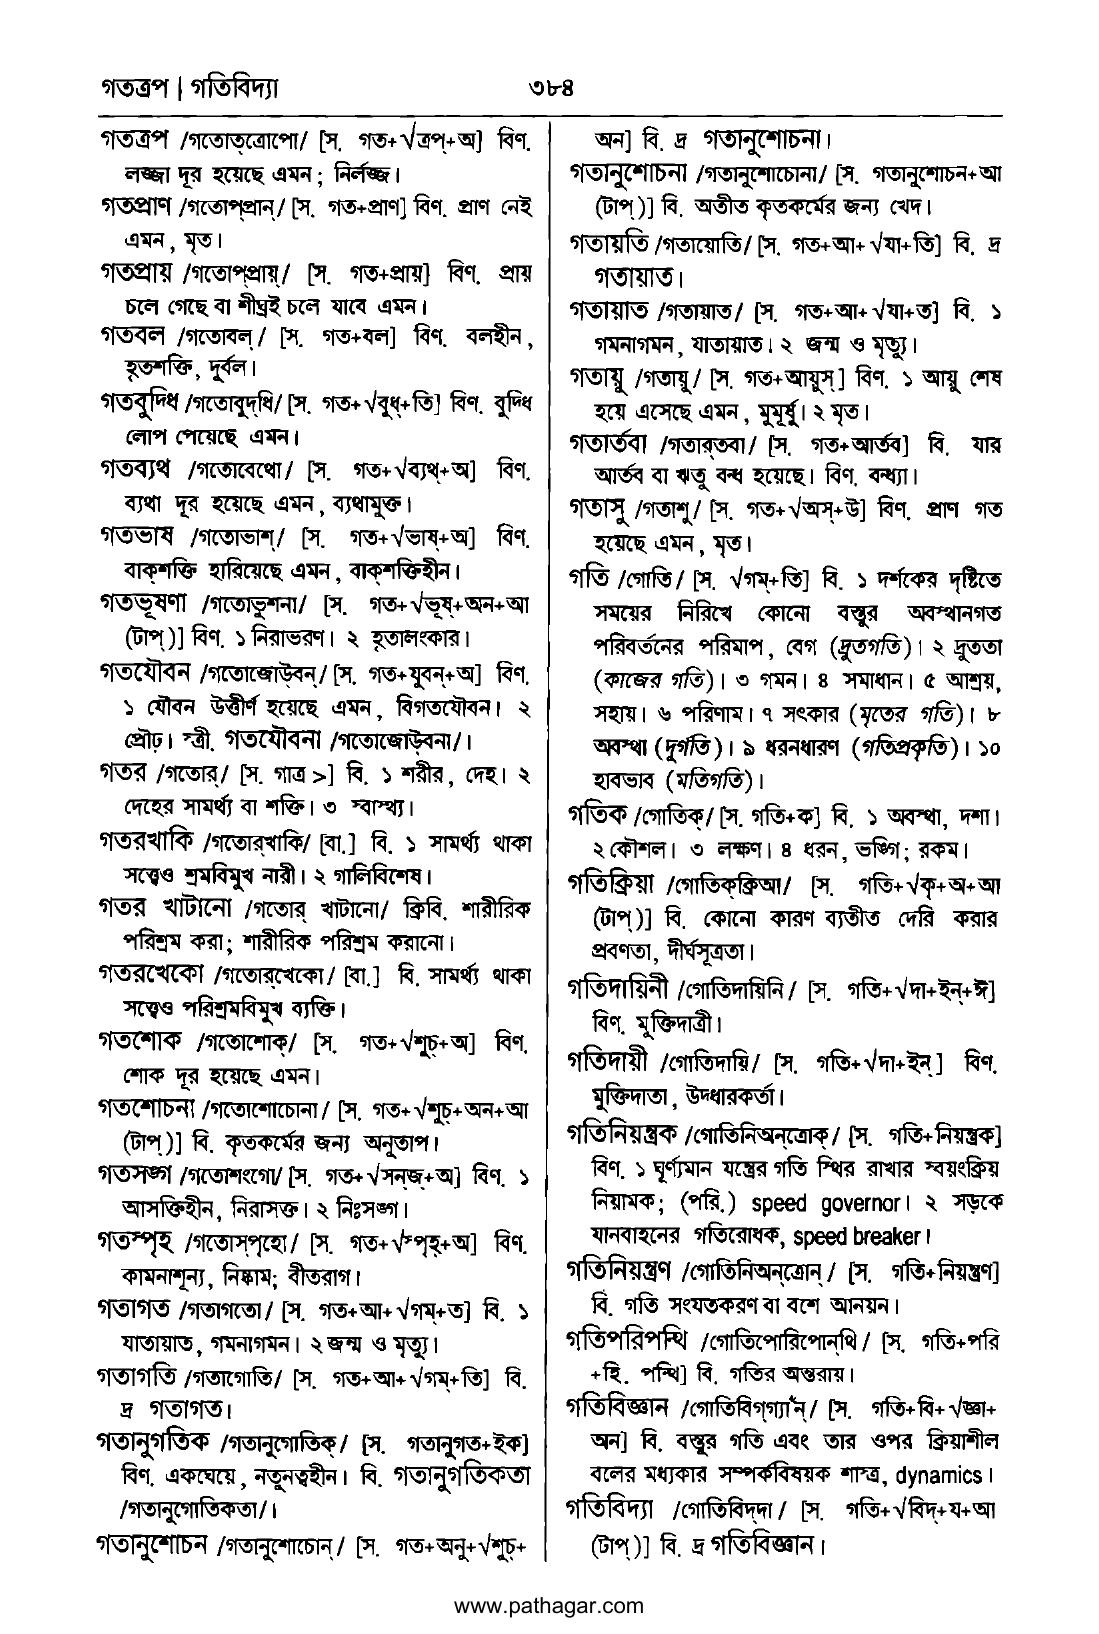 গতত্রপ | গতিবিদ্যা
৩৮৪
গতত্রপ /গতোত্‌ত্রোপো/ [স. গত+√ত্রপ্‌+অ] বিণ.
লজ্জা দূর হয়েছে এমন; নির্লজ্জ।
গতপ্রাণ /গতোপ্‌প্রান্‌/ [স. গত+প্রাণ] বিণ. প্রাণ নেই
এমন, মৃত।
গতপ্রায় /গতোপ্‌প্রায়্‌/ [স. গত+প্রায়] বিণ. প্রায়
চলে গেছে বা শীঘ্রই চলে যাবে এমন।
গতবল /গতোবল্‌/ [স. গত+বল] বিণ. বলহীন,
হৃতশক্তি, দুর্বল।
গতবুদ্ধি /গতোবুদ্‌ধি/ [স. গত+√বুধ্‌+তি] বিণ. বুদ্ধি
লোপ পেয়েছে এমন।
গতব্যথ /গতোবেথো/ [স. গত+√ব্যথ্‌+অ] বিণ.
ব্যথা দূর হয়েছে এমন, ব্যথামুক্ত।
গতভাষ /গতোভাশ্‌/ [স. গত+√ভাষ্‌+অ] বিণ.
বাক্‌শক্তি হারিয়েছে এমন, বাক্‌শক্তিহীন।
গতভূষণা /গতোভুশনা/ [স. গত+√ভূষ্‌+অন+আ
(টাপ্‌)] বিণ. ১ নিরাভরণ। ২ হৃতালংকার।
গতযৌবন /গতোজোউ্‌বন্‌/ [স. গত+যুবন্‌+অ] বিণ.
১ যৌবন উত্তীর্ণ হয়েছে এমন, বিগতযৌবন। ২
প্রৌঢ়। স্ত্রী. গতযৌবনা /গতোজোউ্‌বনা/।
গতর /গতোর্‌/ [স. গাত্র >] বি. ১ শরীর, দেহ। ২
দেহের সামর্থ্য বা শক্তি। ৩ স্বাস্থ্য।
গতরখাকি /গতোর্‌খাকি/ [বা.] বি. ১ সামর্থ্য থাকা
সত্ত্বেও শ্রমবিমুখ নারী। ২ গালিবিশেষ।
গতর খাটানো /গতোর্‌ খাটানো/ ক্রিবি. শারীরিক
পরিশ্রম করা; শারীরিক পরিশ্রম করানো।
গতরখেকো /গতোর্‌খেকো/ [বা.] বি. সামর্থ্য থাকা
সত্ত্বেও পরিশ্রমবিমুখ ব্যক্তি।
গতশোক /গতোশোক্‌/ [স. গত+√শুচ্‌+অ] বিণ.
শোক দূর হয়েছে এমন।
গতশোচনা /গতোশোচোনা/ [স. গত+√শুচ্‌+অন+আ
(টাপ্‌)] বি. কৃতকর্মের জন্য অনুতাপ।
গতসঙ্গ /গতোশংগো/ [স. গত+√সন্‌জ্‌+অ] বিণ. ১
আসক্তিহীন, নিরাসক্ত। ২ নিঃসঙ্গ।
গতস্পৃহ /গতোস্‌পৃহো/ [স. গত+√স্পৃহ্‌+অ] বিণ.
কামনাশূন্য, নিষ্কাম; বীতরাগ।
গতাগত /গতাগতো/ [স. গত+আ+√গম্‌+ত] বি. ১
যাতায়াত, গমনাগমন। ২ জন্ম ও মৃত্যু।
গতাগতি /গতাগোতি/ [স. গত+আ+√গম্‌+তি] বি.
দ্র গতাগত।
গতানুগতিক /গতানুগোতিক্‌/ [স. গতানুগত+ইক]
বিণ. একঘেয়ে, নতুনত্বহীন। বি. গতানুগতিকতা
/গতানুগোতিকতা/।
গতানুশোচন /গতানুশোচোন্‌/ [স. গত+অনু+√শুচ্‌+
অন] বি. দ্র গতানুশোচনা।
গতানুশোচনা /গতানুশোচোনা/ [স. গতানুশোচন+আ
(টাপ্‌)] বি. অতীত কৃতকর্মের জন্য খেদ।
গতায়তি /গতায়োতি/ [স. গত+আ+√যা+তি] বি. দ্র
গতায়াত।
গতায়াত /গতায়াত/ [স. গত+আ+√যা+ত] বি. ১
গমনাগমন, যাতায়াত। ২ জন্ম ও মৃত্যু।
গতায়ু /গতায়ু/ [স. গত+আয়ুস্‌] বিণ. ১ আয়ু শেষ
হয়ে এসেছে এমন, মুমূর্ষু। ২ মৃত।
গতার্তবা /গতার্‌তবা/ [স. গত+আর্তব] বি. যার
আর্তব বা ঋতু বন্ধ হয়েছে। বিণ. বন্ধ্যা।
গতাসু /গতাশু/ [স. গত+√অস্‌+উ] বিণ. প্রাণ গত
হয়েছে এমন, মৃত।
গতি /গোতি/ [স. √গম্‌+তি] বি. ১ দর্শকের দৃষ্টিতে
সময়ের নিরিখে কোনো বস্তুর অবস্থানগত
পরিবর্তনের পরিমাপ, বেগ (দ্রুতগতি)। ২ দ্রুততা
(কাজের গতি)। ৩ গমন। ৪ সমাধান। ৫ আশ্রয়,
সহায়। ৬ পরিণাম। ৭ সৎকার (মৃতের গতি)। ৮
অবস্থা (দুর্গতি)। ৯ ধরনধারণ (গতিপ্রকৃতি)। ১০
হাবভাব (মতিগতি)।
গতিক /গোতিক্‌/ [স. গতি+ক] বি. ১ অবস্থা, দশা।
২ কৌশল। ৩ লক্ষণ। ৪ ধরন, ভঙ্গি; রকম।
গতিক্রিয়া /গোতিক্‌ক্রিআ/ [স. গতি+√কৃ+অ+আ
(টাপ্‌)] বি. কোনো কারণ ব্যতীত দেরি করার
প্রবণতা, দীর্ঘসূত্রতা।
গতিদায়িনী /গোতিদায়িনি/ [স. গতি+√দা+ইন্‌+ঈ]
বিণ. মুক্তিদাত্রী।
গতিদায়ী /গোতিদায়ি/ [স. গতি+√দা+ইন্‌] বিণ.
মুক্তিদাতা, উদ্ধারকর্তা।
গতিনিয়ন্ত্রক /গোতিনিঅন্‌ত্রোক্‌/ [স. গতি+নিয়ন্ত্রক]
বিণ. ১ ঘূর্ণ্যমান যন্ত্রের গতি স্থির রাখার স্বয়ংক্রিয়
নিয়ামক; (পরি.) speed governor। ২ সড়কে
যানবাহনের গতিরোধক, speed breaker।
গতিনিয়ন্ত্রণ /গোতিনিঅন্‌ত্রোন্‌/ [স. গতি+নিয়ন্ত্রণ]
বি. গতি সংযতকরণ বা বশে আনয়ন।
গতিপরিপন্থি /গোতিপোরিপোন্‌থি/ [স. গতি+পরি
+হি. পন্থি] বি. গতির অন্তরায়।
গতিবিজ্ঞান /গোতিবিগ্‌গ্যাঁন্‌/ [স. গতি+বি+√জ্ঞা+
অন] বি. বস্তুর গতি এবং তার ওপর ক্রিয়াশীল
বলের মধ্যকার সম্পর্কবিষয়ক শাস্ত্র, dynamics।
গতিবিদ্যা /গোতিবিদ্‌দা/ [স. গতি+√বিদ্‌+য+আ
(টাপ্‌)] বি. দ্র গতিবিজ্ঞান।
www.pathagar.com